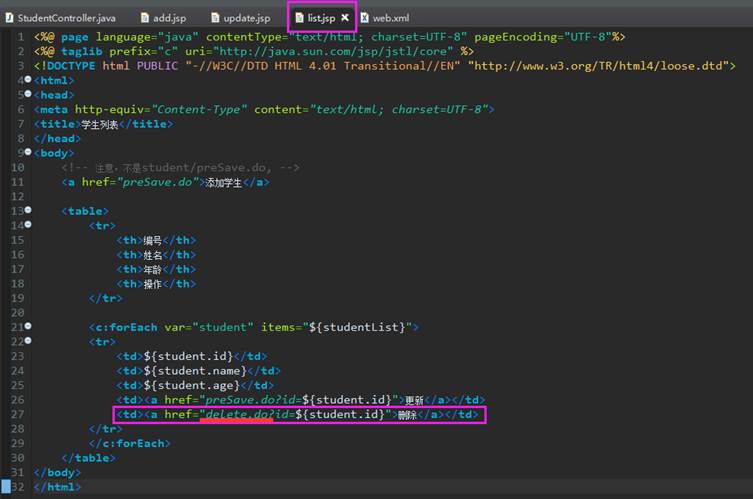 StudentController.java add.jsp update.jsp list.jsp web.xml
1 <%@ page language="java" contentType="text/html; charset=UTF-8" pageEncoding="UTF-8"%>
2 <%@ taglib prefix="c" uri="http://java.sun.com/jsp/jstl/core" %>
3 <!DOCTYPE html PUBLIC "-//W3C//DTD HTML 4.01 Transitional//EN" "http://www.w3.org/TR/html4/loose.dtd">
4 <html>
5 <head>
6 <meta http-equiv="Content-Type" content="text/html; charset=UTF-8">
7 <title>学生列表</title>
8 </head>
9 <body>
10 <!-- 注意，不是student/preSave.do, -->
11 <a href="preSave.do">添加学生</a>
12
13 <table>
14 <tr>
15 <th>编号</th>
16 <th>姓名</th>
17 <th>年龄</th>
18 <th>操作</th>
19 </tr>
20
21 <c:forEach var="student" items="${studentList}">
22 <tr>
23 <td>${student.id}</td>
24 <td>${student.name}</td>
25 <td>${student.age}</td>
26 <td><a href="preSave.do?id=${student.id}">更新</a></td>
27 <td><a href="delete.do?id=${student.id}">删除</a></td>
28 </tr>
29 </c:forEach>
30 </table>
31 </body>
32 </html>